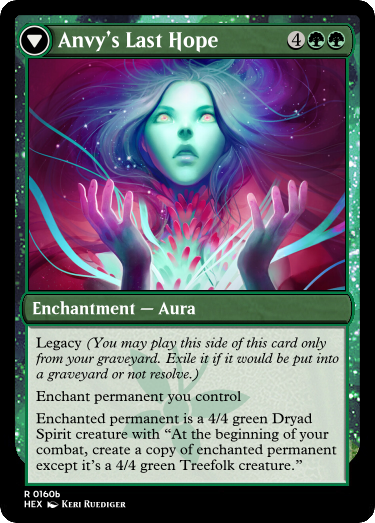 Anvy's Last Hope 4
Enchantment — Aura
Legacy (You may play this side of this card only
from your graveyard. Exile it if it would be put into
a graveyard or not resolve.)
Enchant permanent you control
Enchanted permanent is a 4/4 green Dryad
Spirit creature with “At the beginning of your
combat, create a copy of enchanted permanent
except it's a 4/4 green Treefolk creature.”
R 0160b
HEX Keri Ruediger